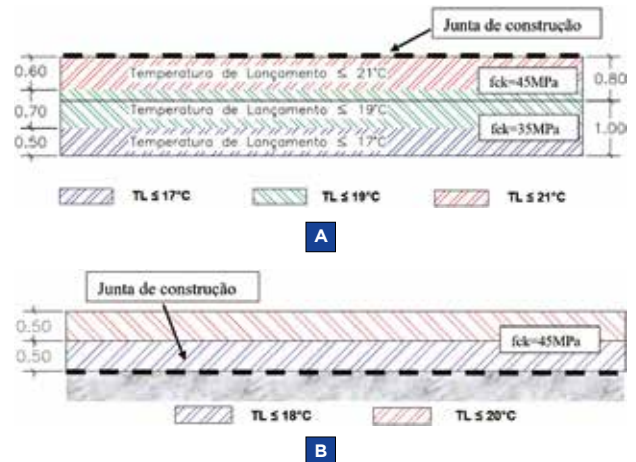 Junta de construção
0.60
Temperatura de Lançamento ≤ 21°C
fck=45MPa
0.80
0.70
Temperatura de Lançamento ≤ 19°C
fck=35MPa
1.000
0.50
Temperatura de Lançamento ≤ 17°C
TL ≤ 17°C
TL ≤ 19°C
TL ≤ 21°C
A
Junta de construção
0.50
fck=45MPa
0.50
TL ≤ 18°C
TL ≤ 20°C
B